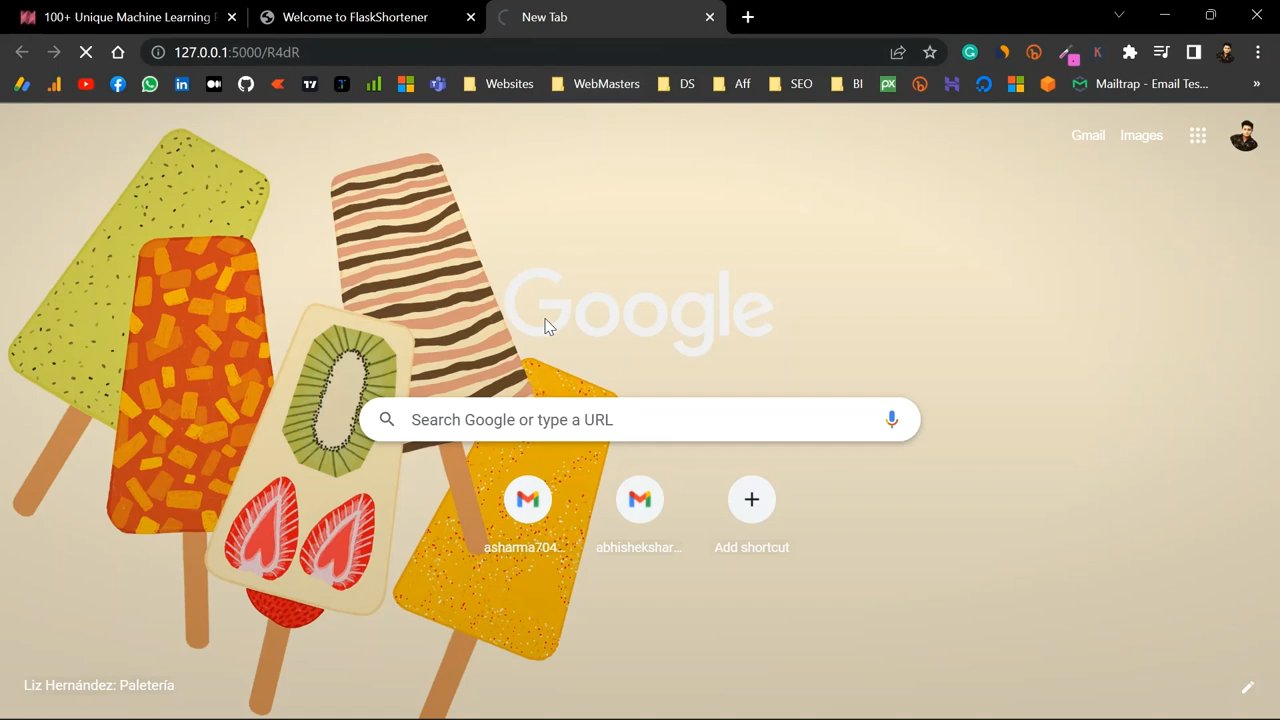 100+ Unique Machine Learning P
Welcome to FlaskShortener
New Tab
127.0.0.1:5000/R4dR
Websites
WebMasters
DS
Aff
SEO
BI
Mailtrap - Email Tes...
Gmail
Images
Google
Search Google or type a URL
asharma704...
abhishekshar...
Add shortcut
Liz Hernández: Paletería